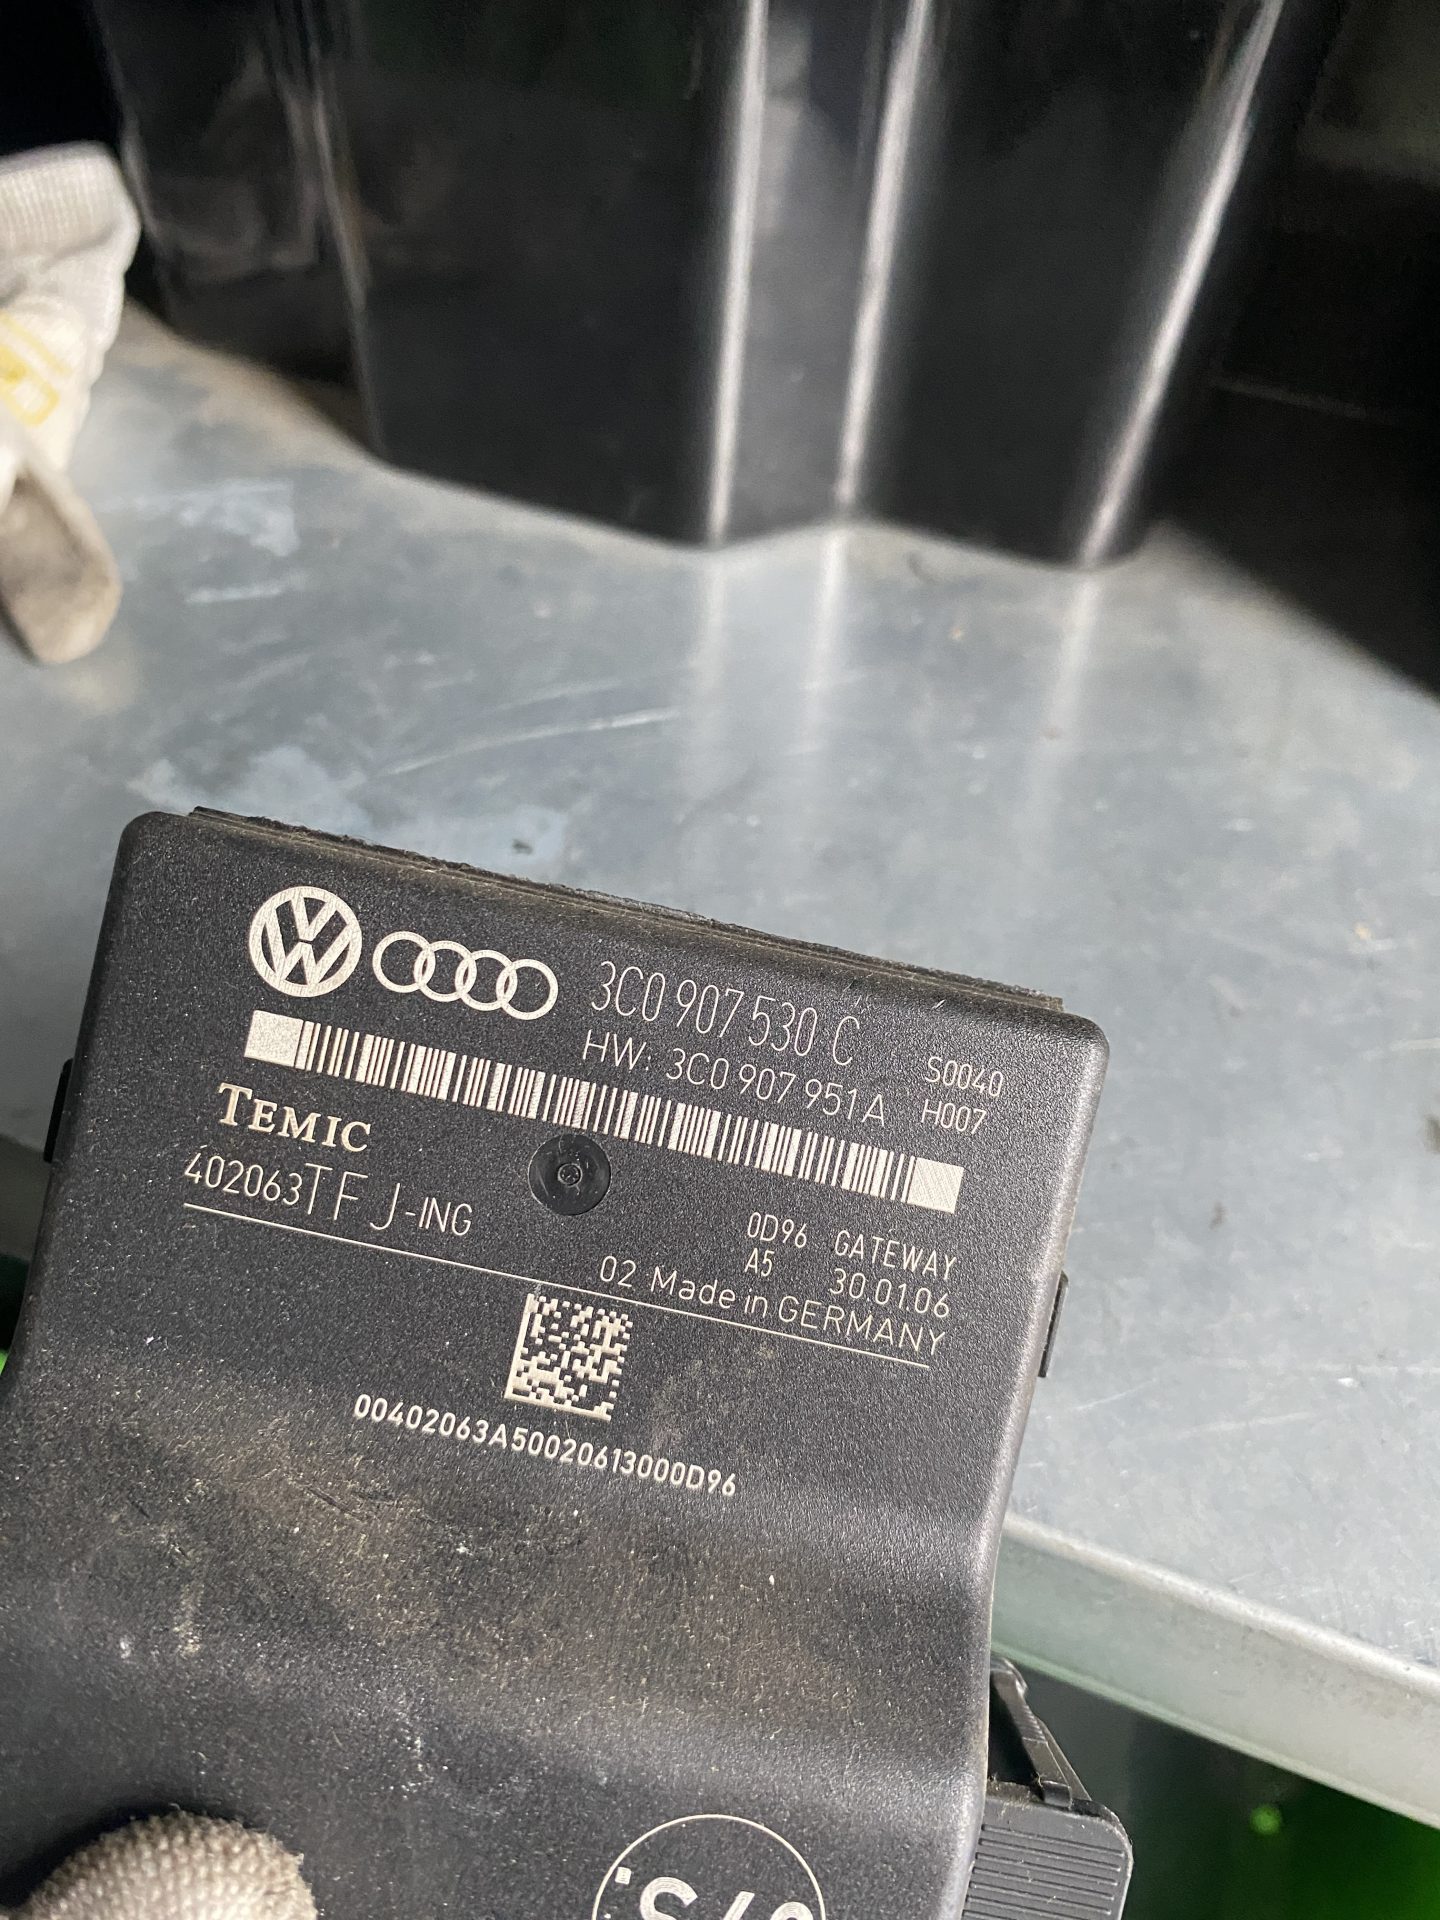 3C0 907 530 C
HW: 3C0 907 951A
S0040
H007
TEMIC
402063TFJ-ING
0D96 GATEWAY
A5 30.01.06
02 Made in GERMANY
00402063A50020613000D96